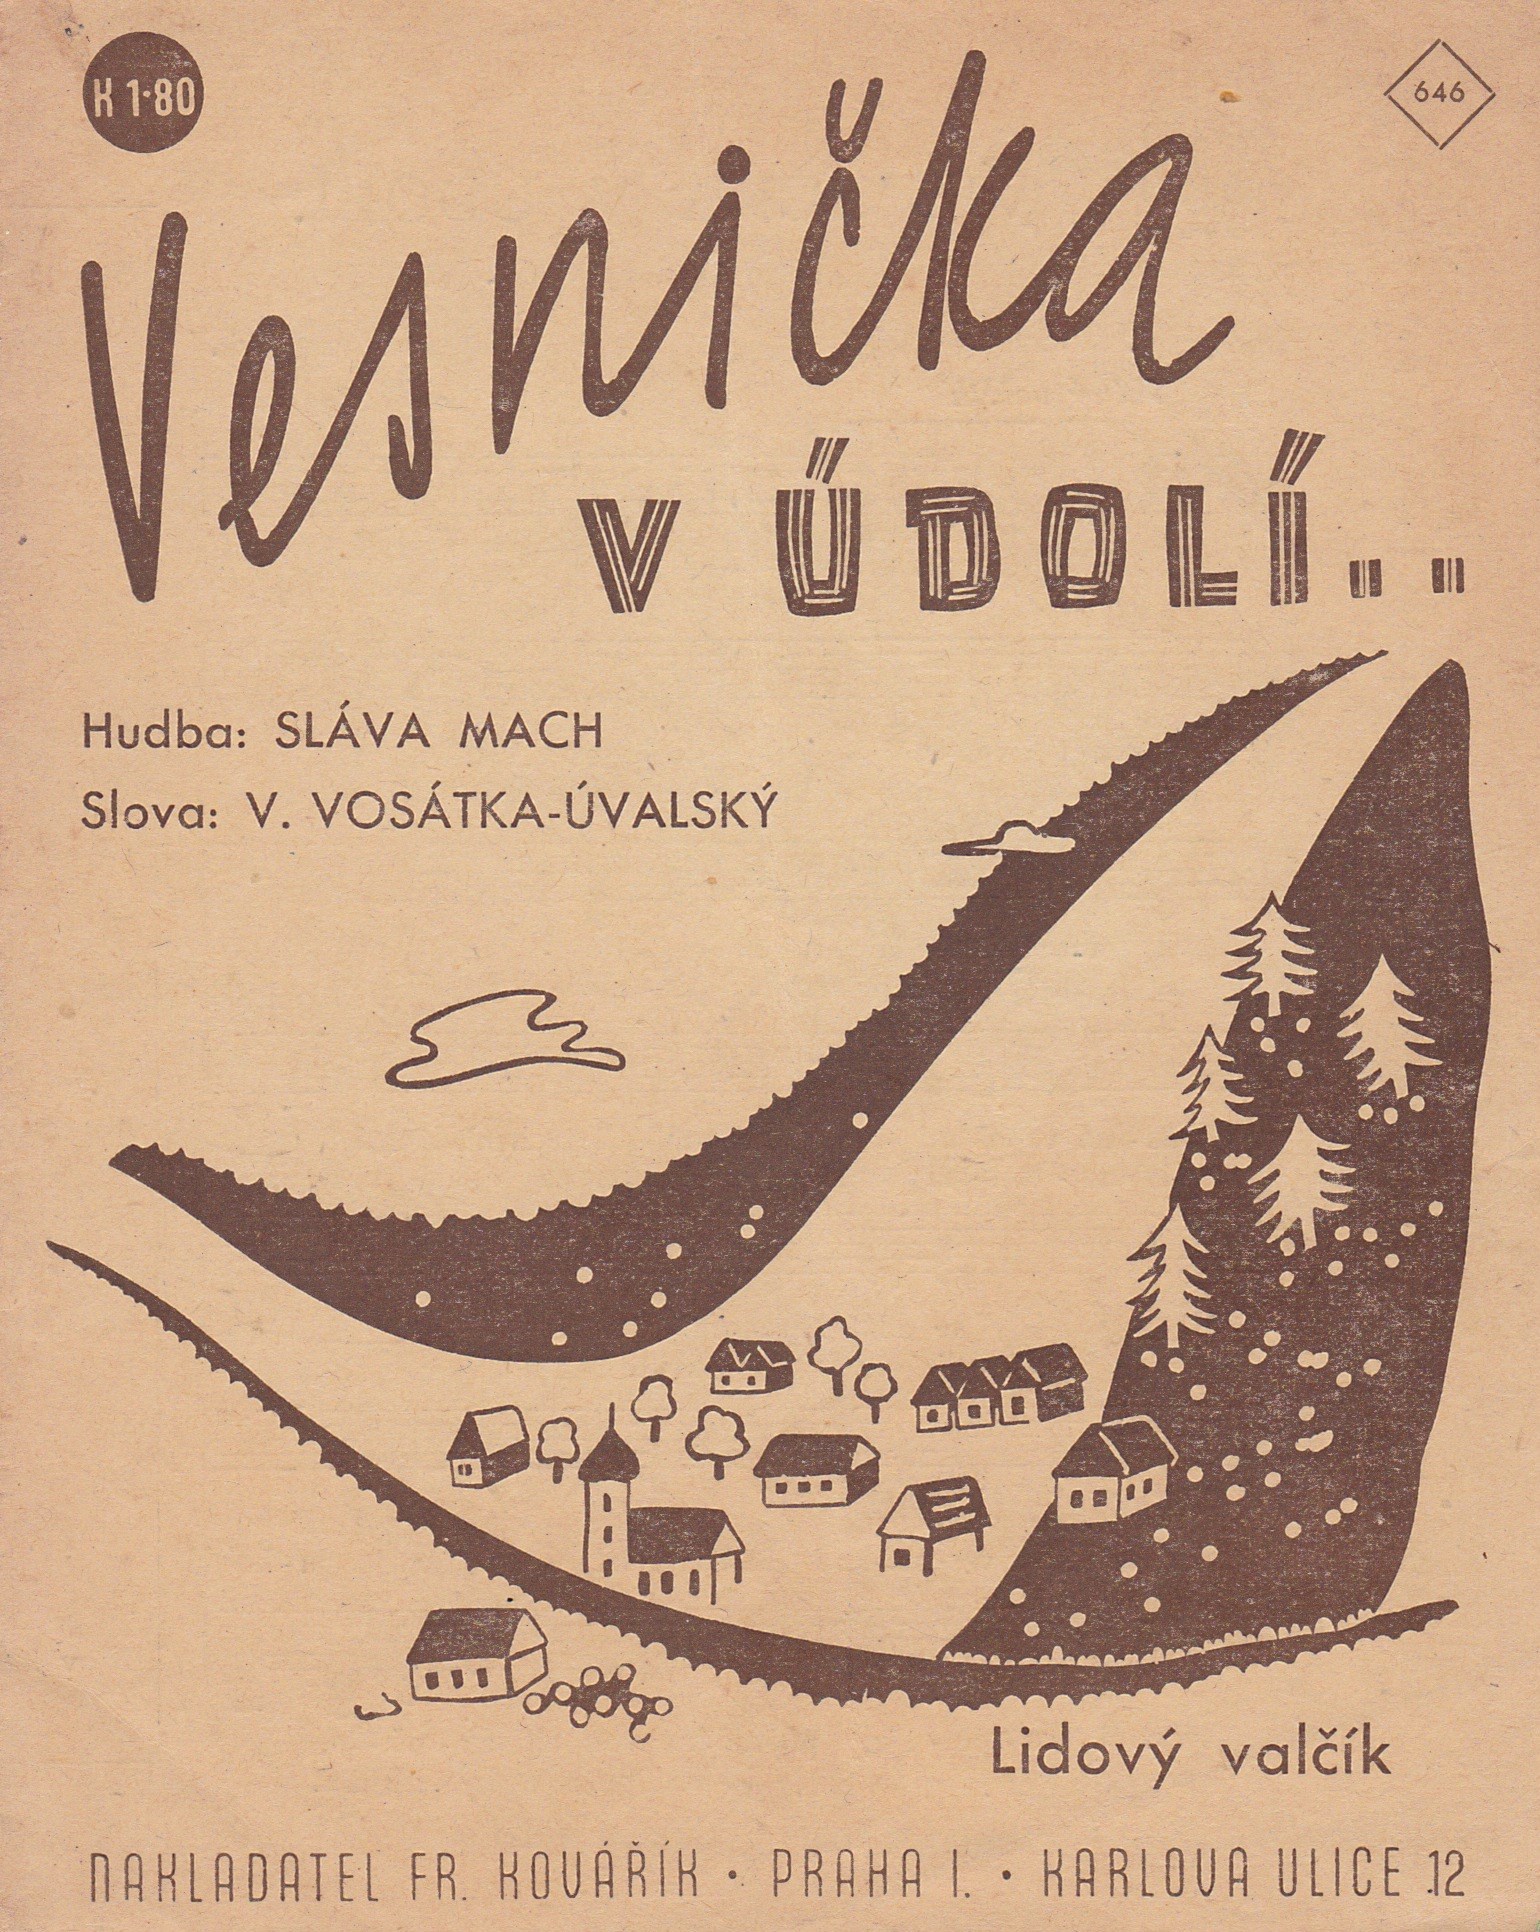 K 1·80
646
Vesnička
V ÚDOLÍ..
Hudba: SLÁVA MACH
Slova: V. VOSÁTKA-ÚVALSKÝ
Lidový valčík
NAKLADATEL FR. KOVÁŘÍK · PRAHA I. · KARLOVA ULICE 12